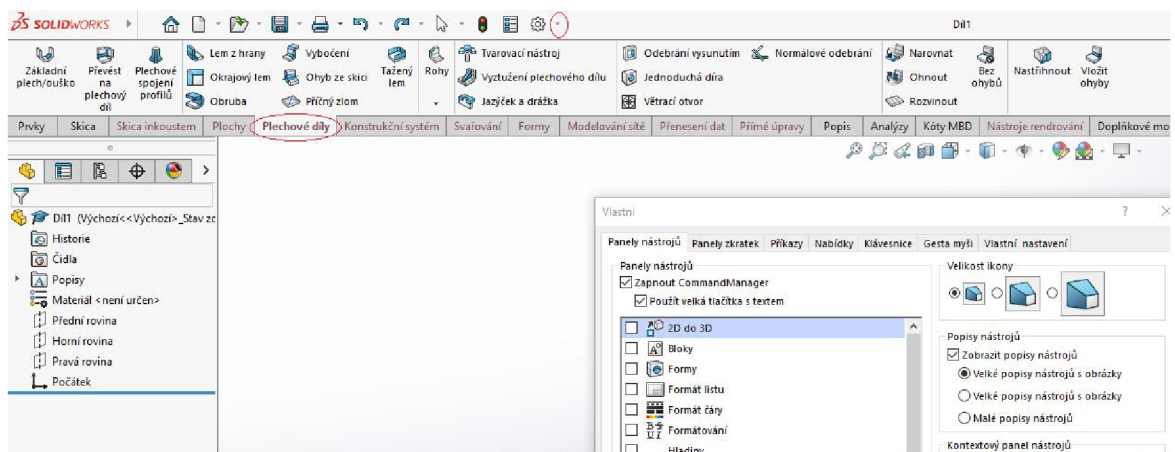 SOLIDWORKS
Díl1
Základní plech/ouško
Převést na plechový díl
Plechové spojení profilů
Lem z hrany
Okrajový lem
Obruba
Vybočení
Ohyb ze skici
Příčný zlom
Tažený lem
Rohy
Tvarovací nástroj
Vyztužení plechového dílu
Jazýček a drážka
Odebrání vysunutím
Jednoduchá díra
Větrací otvor
Normálové odebrání
Narovnat
Ohnout
Rozvinout
Bez ohybů
Nastřihnout
Vložit ohyby
Prvky Skica Skica inkoustem Plochy Plechové díly Konstrukční systém Svařování Formy Modelování sítě Přenesení dat Přímé úpravy Popis Analýzy Kóty MBD Nástroje rendrování Doplňkové mo
Díl1 (Výchozí<<Výchozí>_Stav zo
Historie
Čidla
Popisy
Materiál <není určen>
Přední rovina
Horní rovina
Pravá rovina
Počátek
Vlastní
Panely nástrojů Panely zkratek Příkazy Nabídky Klávesnice Gesta myši Vlastní nastavení
Panely nástrojů
Zapnout CommandManager
Použít velká tlačítka s textem
2D do 3D
Bloky
Formy
Formát listu
Formát čáry
Formátování
Hladiny
Velikost ikony
Popisy nástrojů
Zobrazit popisy nástrojů
Velké popisy nástrojů s obrázky
Velké popisy nástrojů s obrázky
Malé popisy nástrojů
Kontextový panel nástrojů